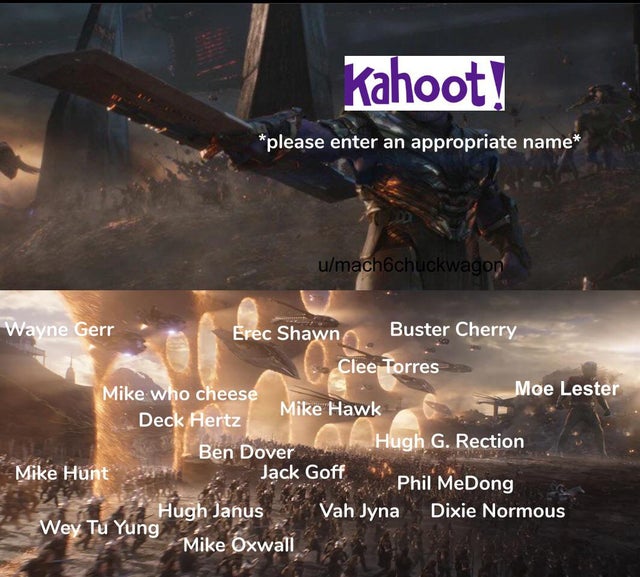 Kahoot!
*please enter an appropriate name*
u/mach6chuckwagon
Wayne Gerr
Erec Shawn
Buster Cherry
Clee Torres
Mike who cheese
Moe Lester
Deck Hertz
Mike Hawk
Ben Dover
Hugh G. Rection
Mike Hunt
Jack Goff
Phil MeDong
Hugh Janus
Vah Jyna
Dixie Normous
Wey Tu Yung
Mike Oxwall